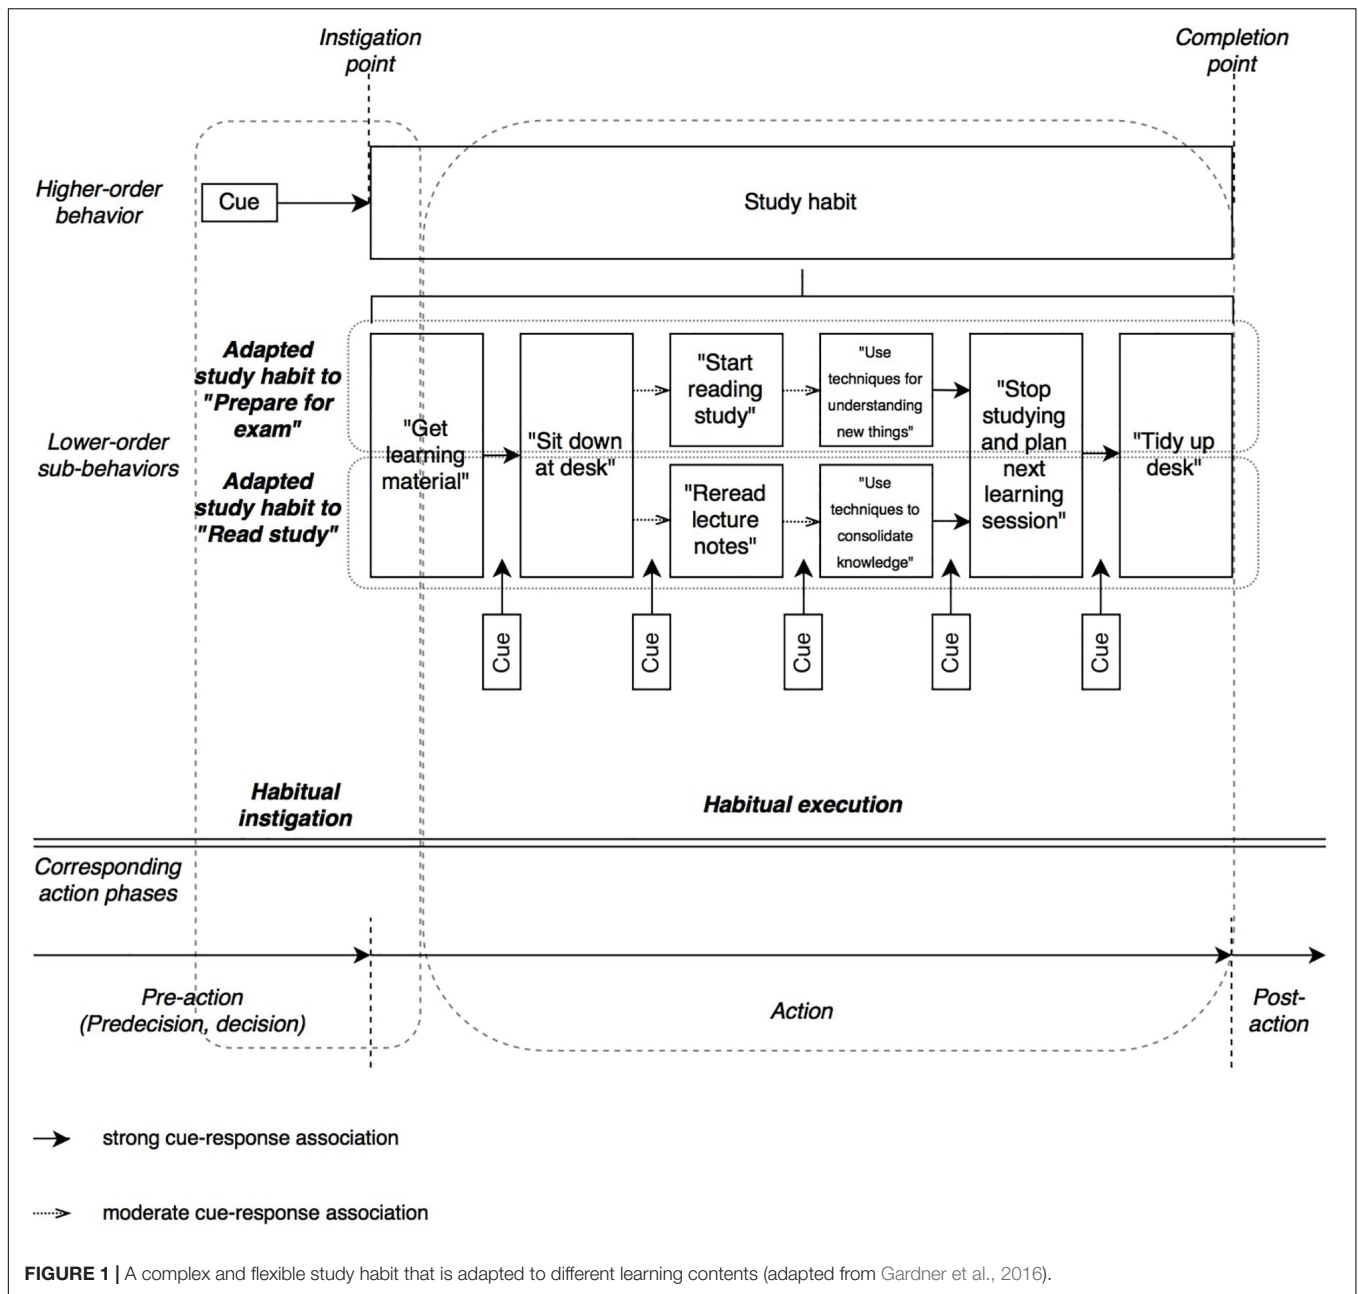 Instigation
point
Completion
point
Higher-order
behavior
Cue
Study habit
Adapted
study habit to
"Prepare for
exam"
Lower-order
sub-behaviors
Adapted
study habit to
"Read study"
"Get
learning
material"
"Sit down
at desk"
"Start
reading
study"
"Use
techniques for
understanding
new things"
"Reread
lecture
notes"
"Use
techniques to
consolidate
knowledge"
"Stop
studying
and plan
next
learning
session"
"Tidy up
desk"
Cue
Cue
Cue
Cue
Cue
Habitual
instigation
Habitual execution
Corresponding
action phases
Pre-action
(Predecision, decision)
Action
Post-
action
strong cue-response association
moderate cue-response association
FIGURE 1 | A complex and flexible study habit that is adapted to different learning contents (adapted from Gardner et al., 2016).